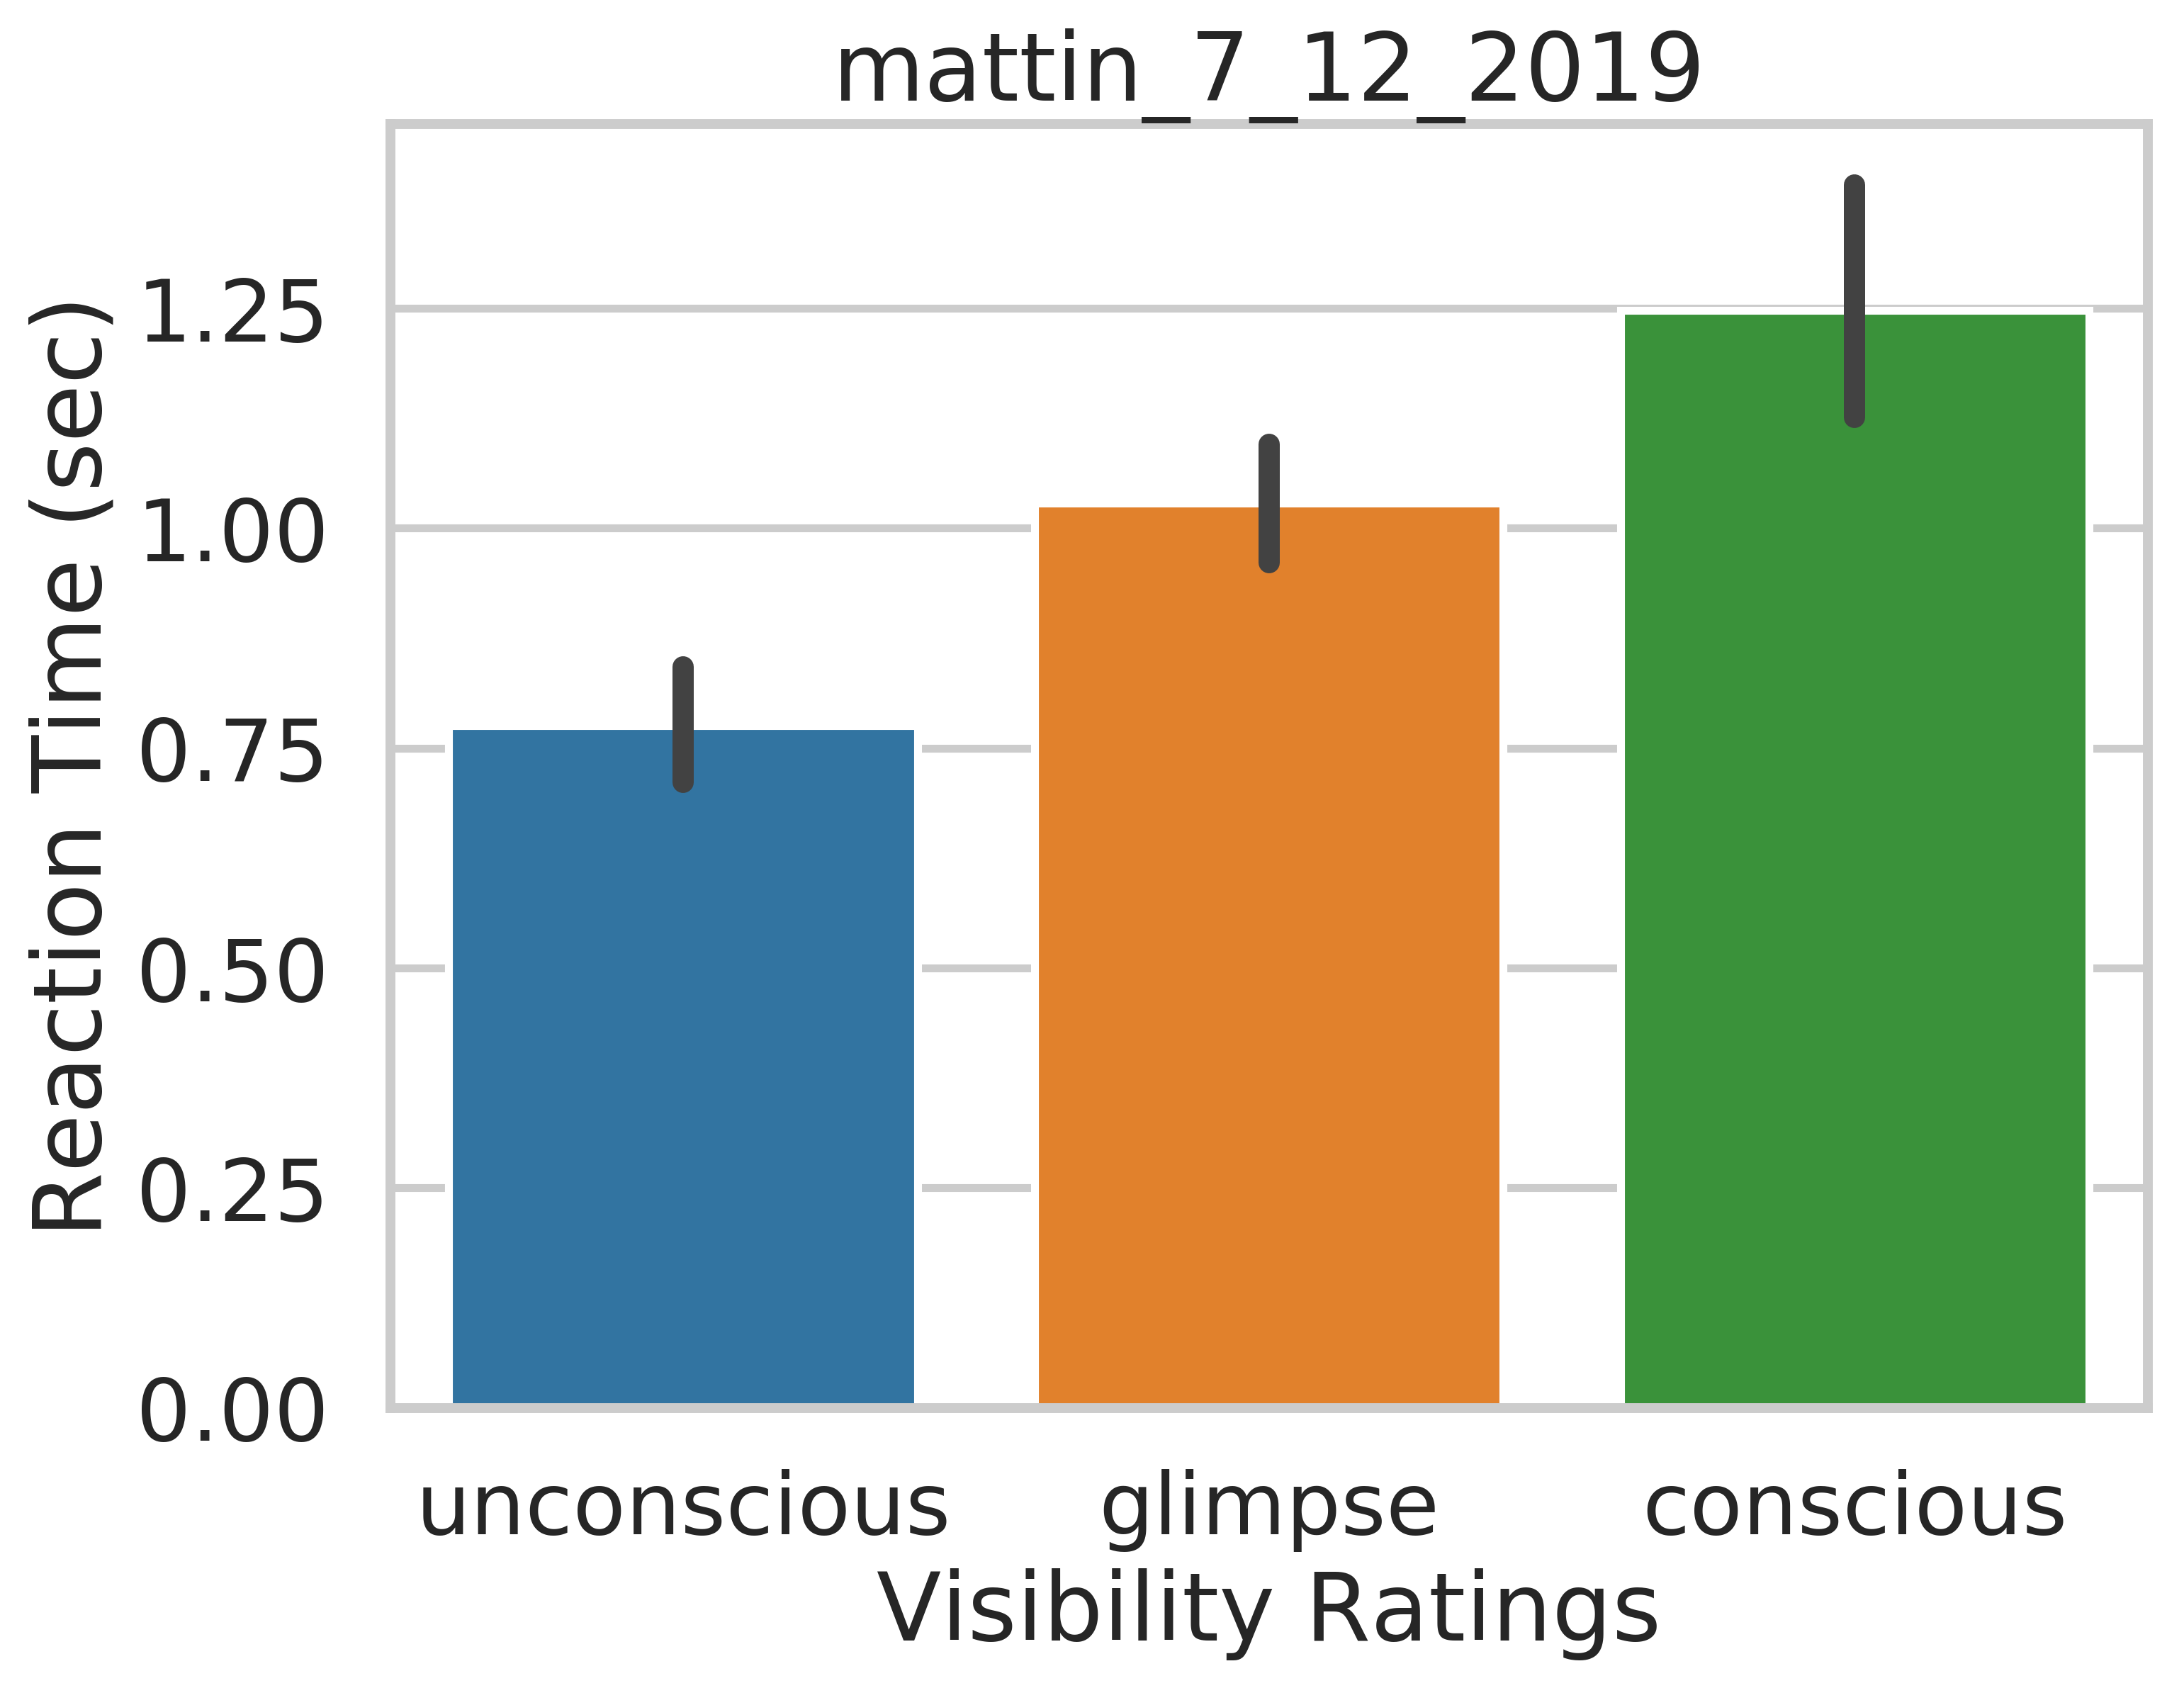 mattin_7_12_2019
Reaction Time (sec)
1.25
1.00
0.75
0.50
0.25
0.00
unconscious glimpse conscious
Visibility Ratings